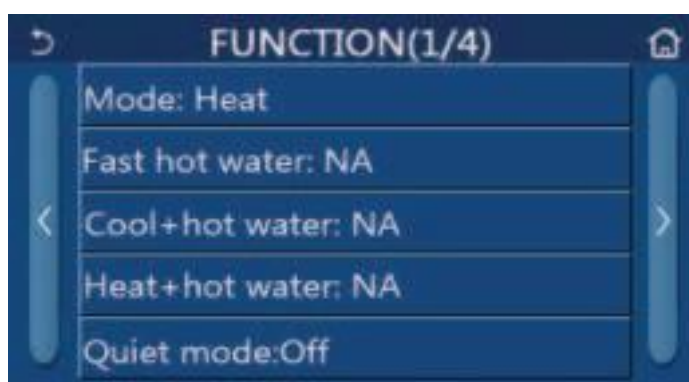 FUNCTION(1/4)
Mode: Heat
Fast hot water: NA
Cool+hot water: NA
Heat+hot water: NA
Quiet mode:Off